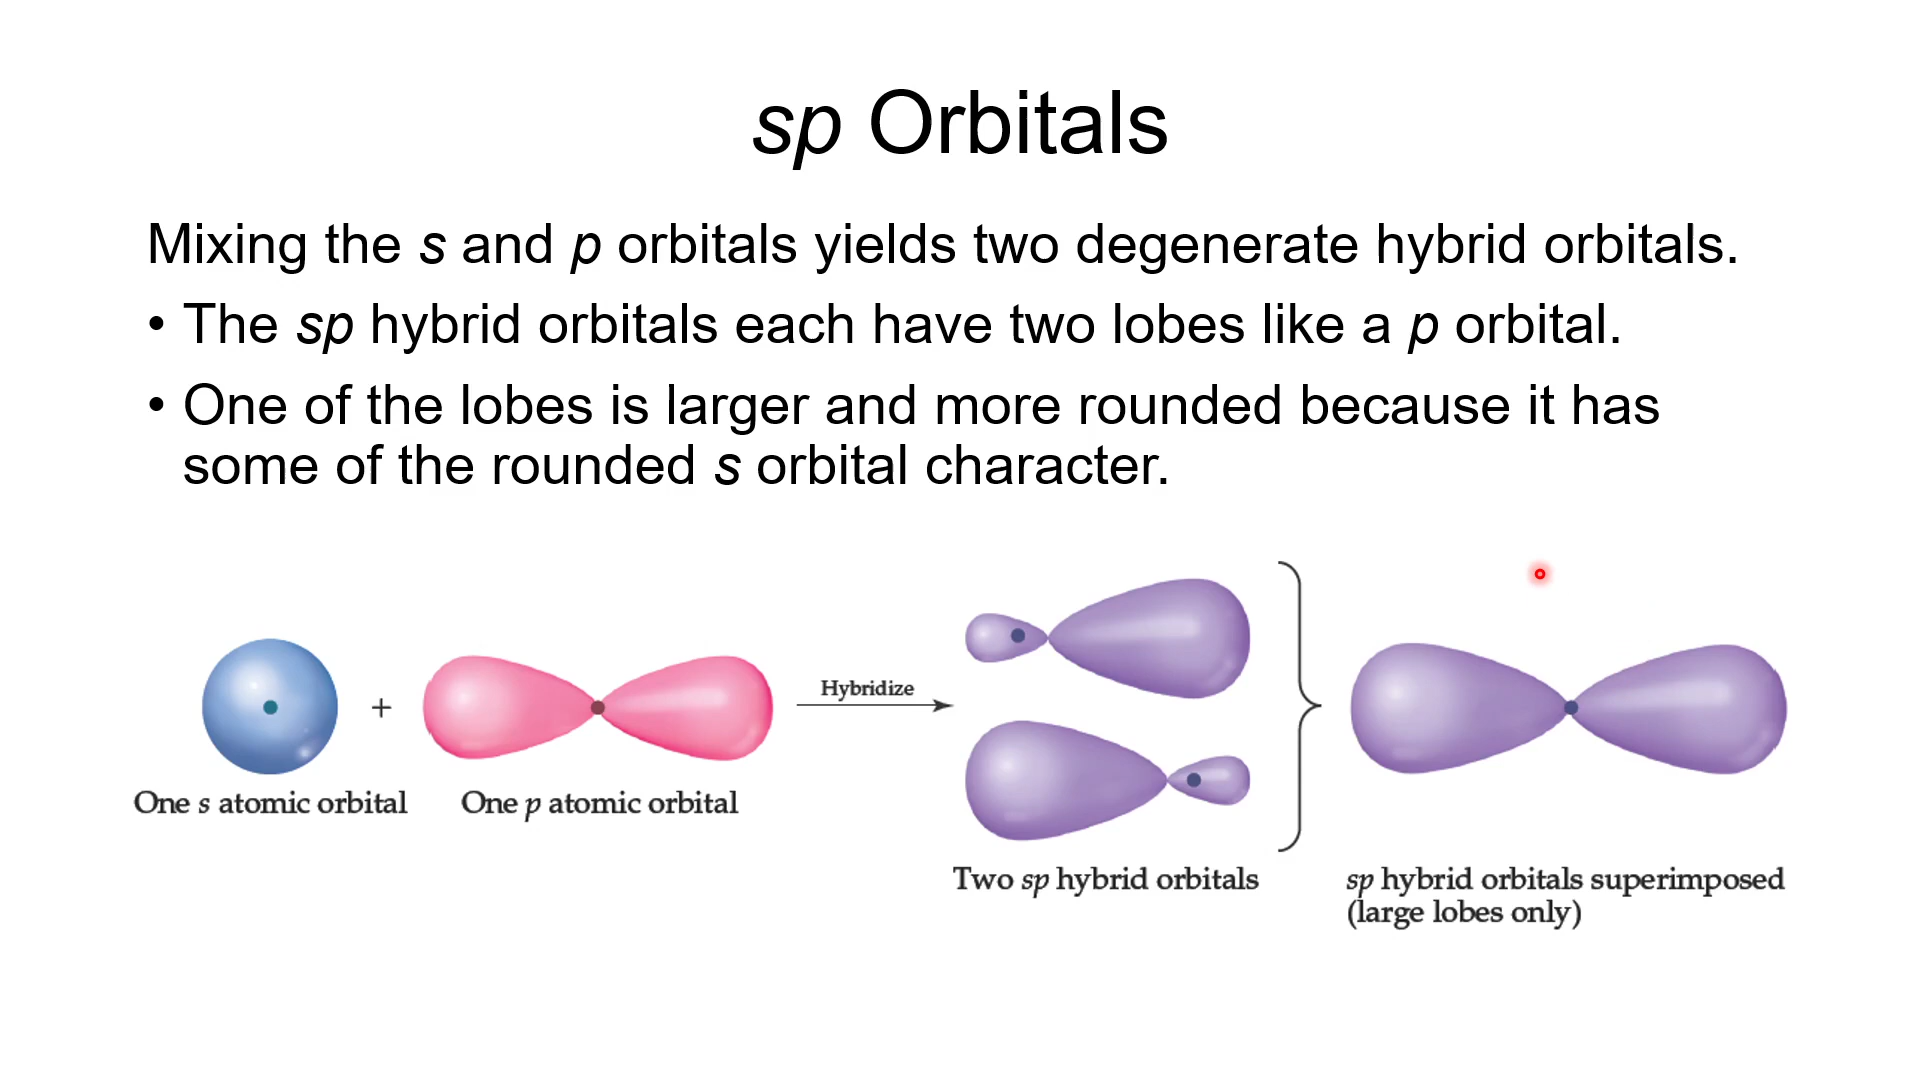 sp Orbitals
Mixing the s and p orbitals yields two degenerate hybrid orbitals.
• The sp hybrid orbitals each have two lobes like a p orbital.
• One of the lobes is larger and more rounded because it has
some of the rounded s orbital character.
+
Hybridize
One s atomic orbital
One p atomic orbital
Two sp hybrid orbitals
sp hybrid orbitals superimposed
(large lobes only)